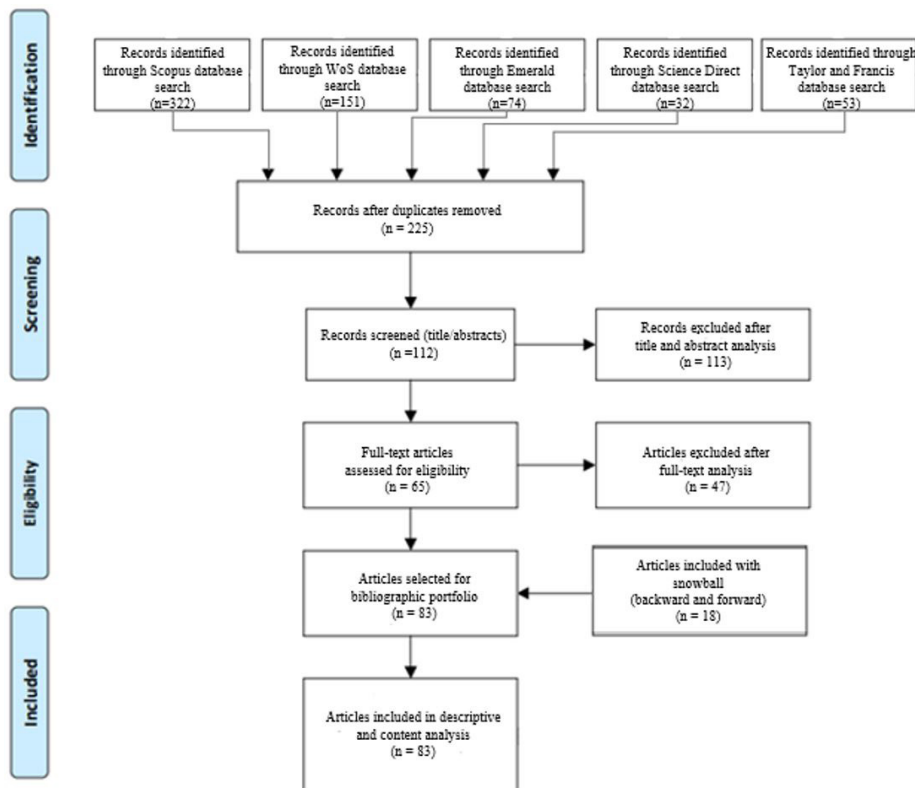 Identification
Records identified
through Scopus database
search
(n=322)
Records identified
through WoS database
search
(n=151)
Records identified
through Emerald
database search
(n=74)
Records identified
through Science Direct
database search
(n=32)
Records identified through
Taylor and Francis
database search
(n=53)
Records after duplicates removed
(n = 225)
Screening
Records screened (title/abstracts)
(n =112)
Records excluded after
title and abstract analysis
(n = 113)
Eligibility
Full-text articles
assessed for eligibility
(n = 65)
Articles excluded after
full-text analysis
(n = 47)
Articles selected for
bibliographic portfolio
(n = 83)
Articles included with
snowball
(backward and forward)
(n = 18)
Included
Articles included in descriptive
and content analysis
(n = 83)